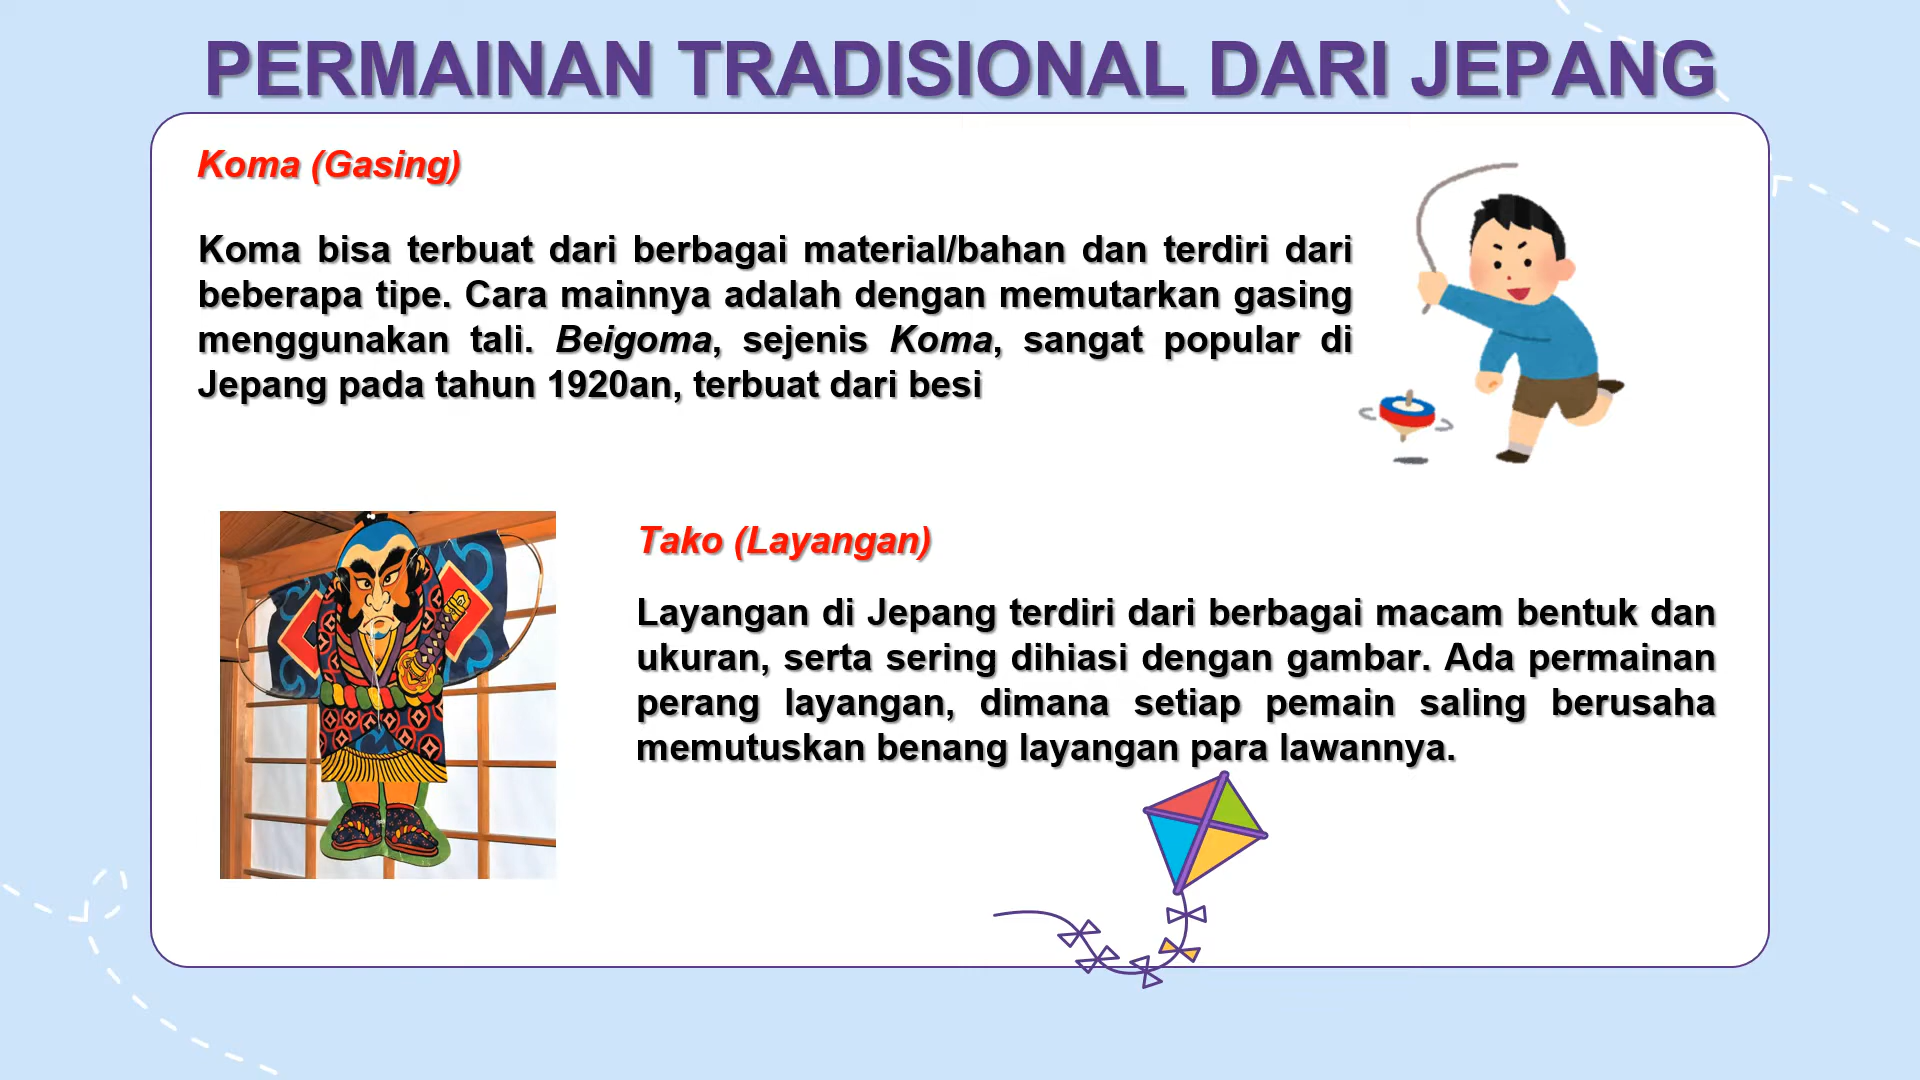 PERMAINAN TRADISIONAL DARI JEPANG
Koma (Gasing)
Koma bisa terbuat dari berbagai material/bahan dan terdiri dari
beberapa tipe. Cara mainnya adalah dengan memutarkan gasing
menggunakan tali. Beigoma, sejenis Koma, sangat popular di
Jepang pada tahun 1920an, terbuat dari besi
Tako (Layangan)
Layangan di Jepang terdiri dari berbagai macam bentuk dan
ukuran, serta sering dihiasi dengan gambar. Ada permainan
perang layangan, dimana setiap pemain saling berusaha
memutuskan benang layangan para lawannya.